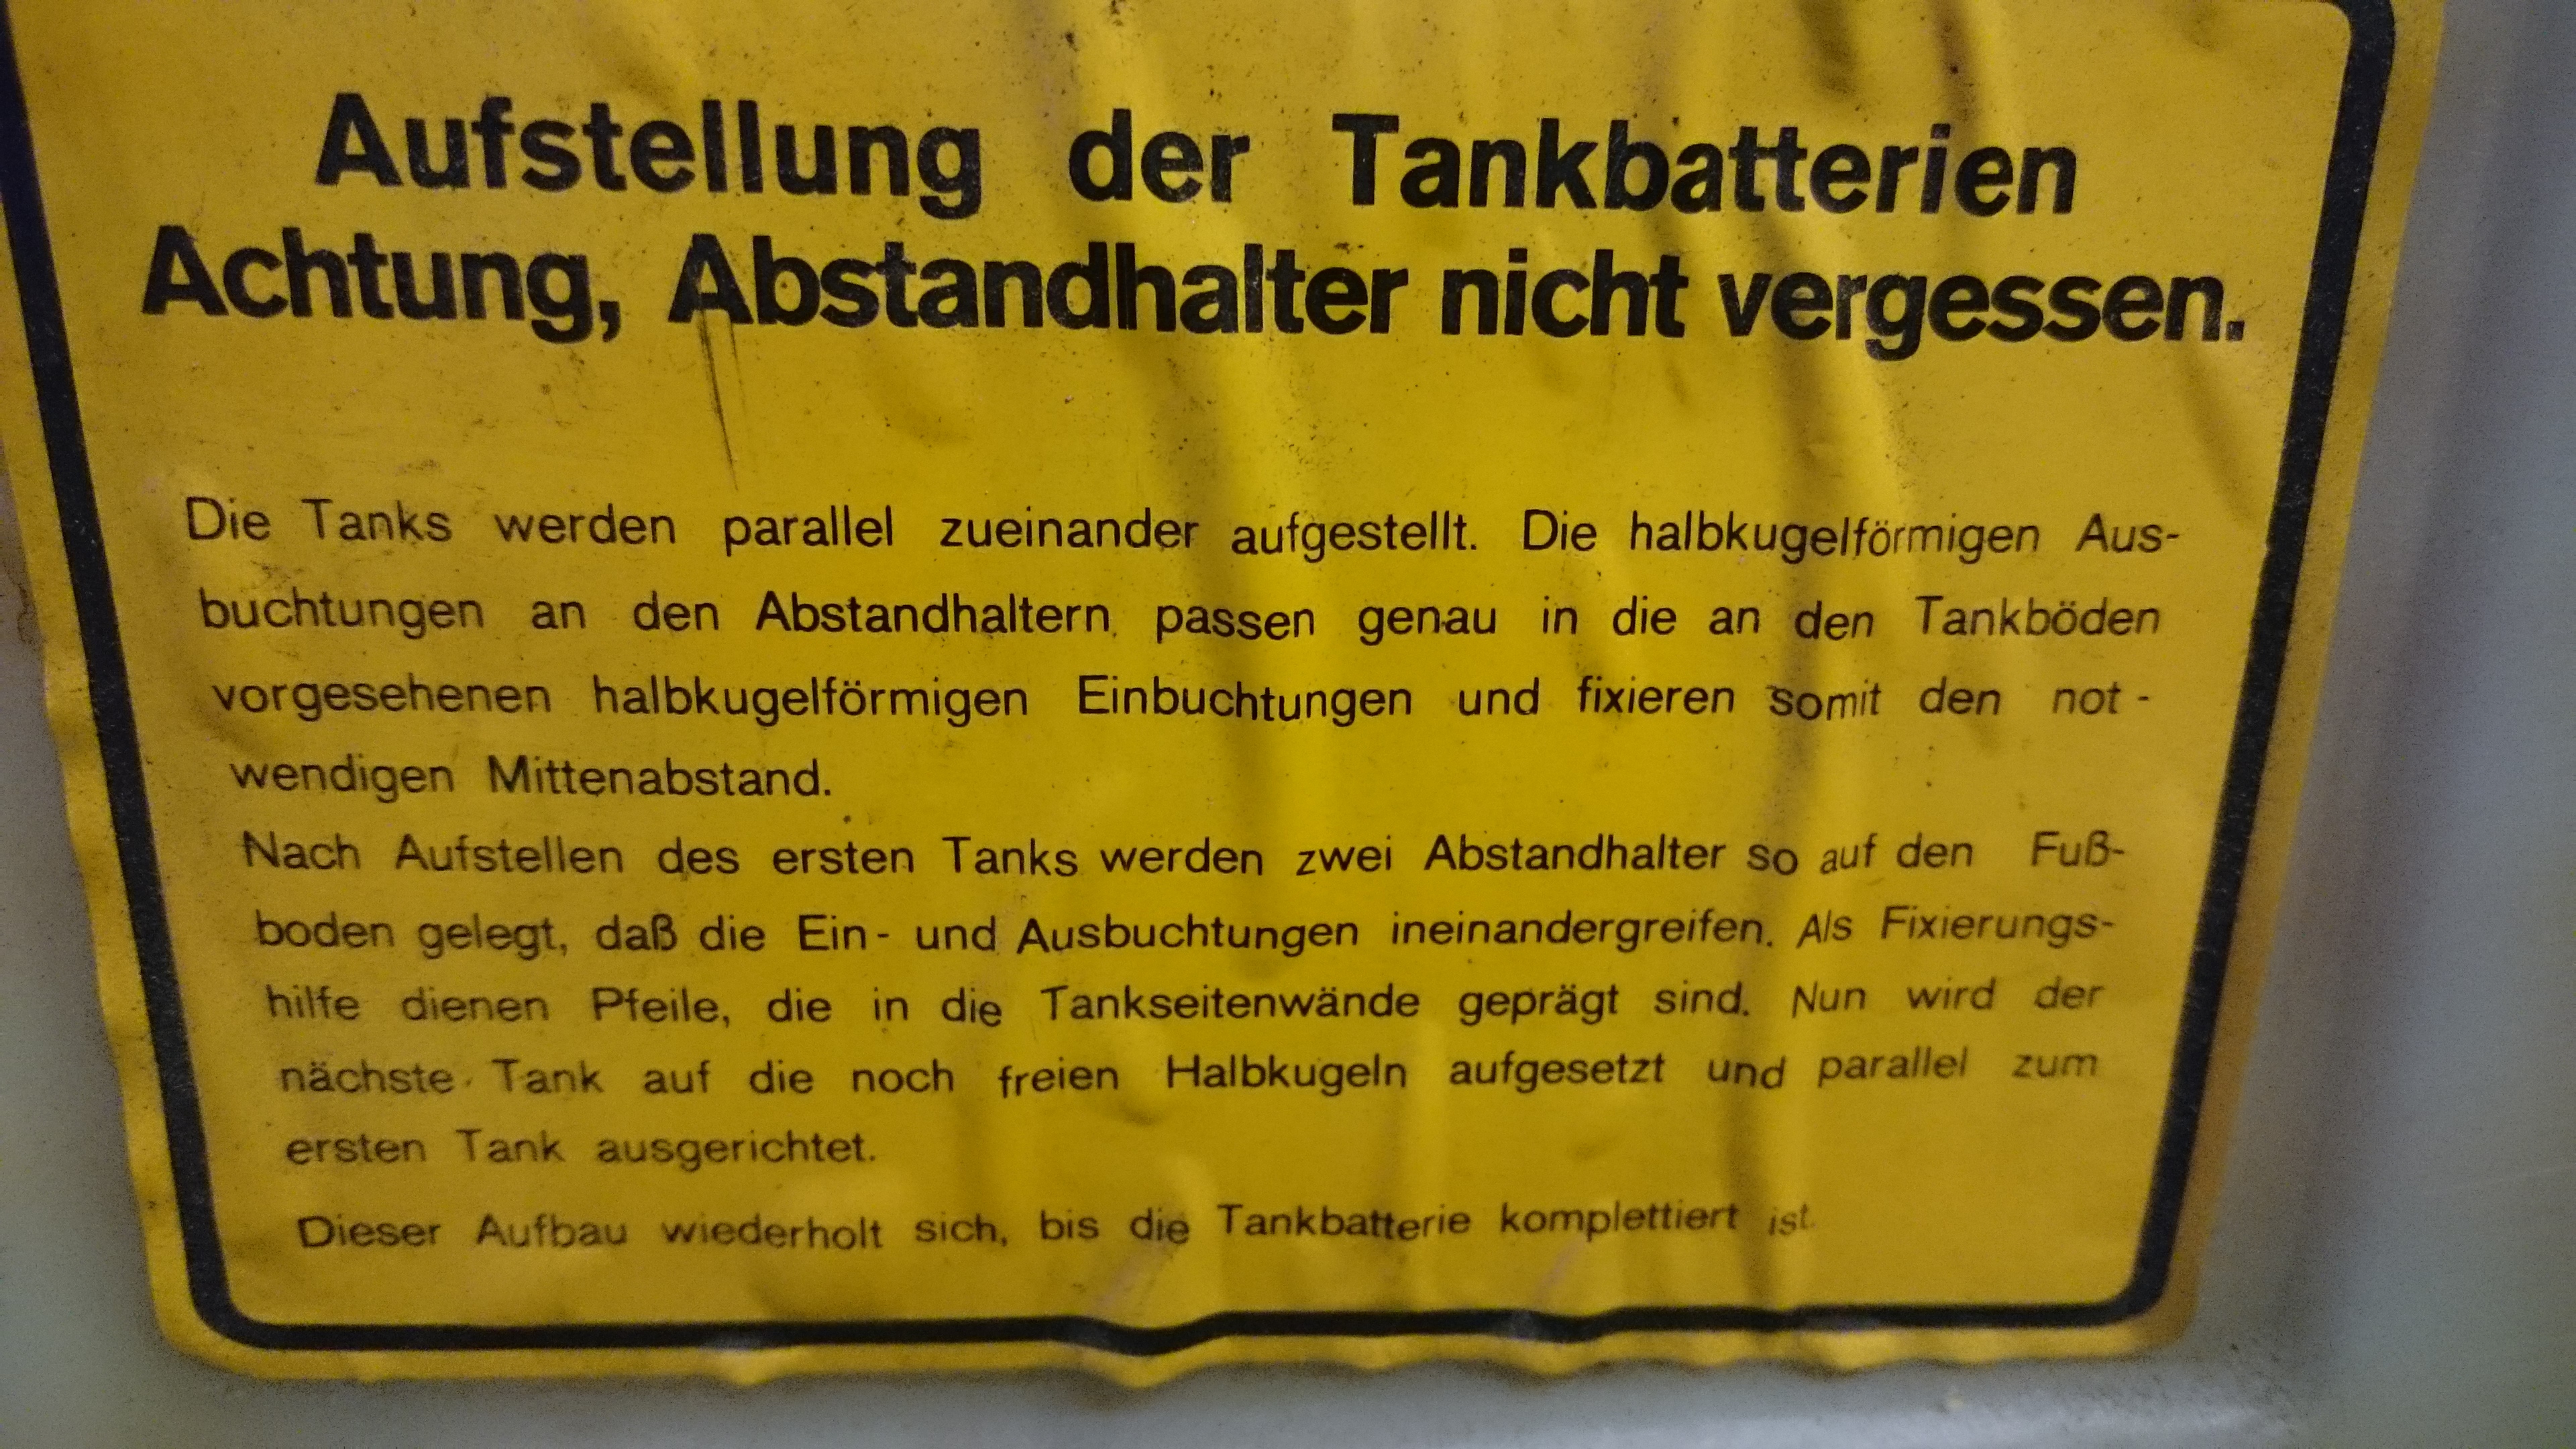 Aufstellung der Tankbatterien
Achtung, Abstandhalter nicht vergessen.
Die Tanks werden parallel zueinander aufgestellt. Die halbkugelförmigen Aus-
buchtungen an den Abstandhaltern passen genau in die an den Tankböden
vorgesehenen halbkugelförmigen Einbuchtungen und fixieren somit den not-
wendigen Mittenabstand.
Nach Aufstellen des ersten Tanks werden zwei Abstandhalter so auf den Fuß-
boden gelegt, daß die Ein- und Ausbuchtungen ineinandergreifen. Als Fixierungs-
hilfe dienen Pfeile, die in die Tankseitenwände geprägt sind. Nun wird der
nächste Tank auf die noch freien Halbkugeln aufgesetzt und parallel zum
ersten Tank ausgerichtet.
Dieser Aufbau wiederholt sich, bis die Tankbatterie komplettiert ist.